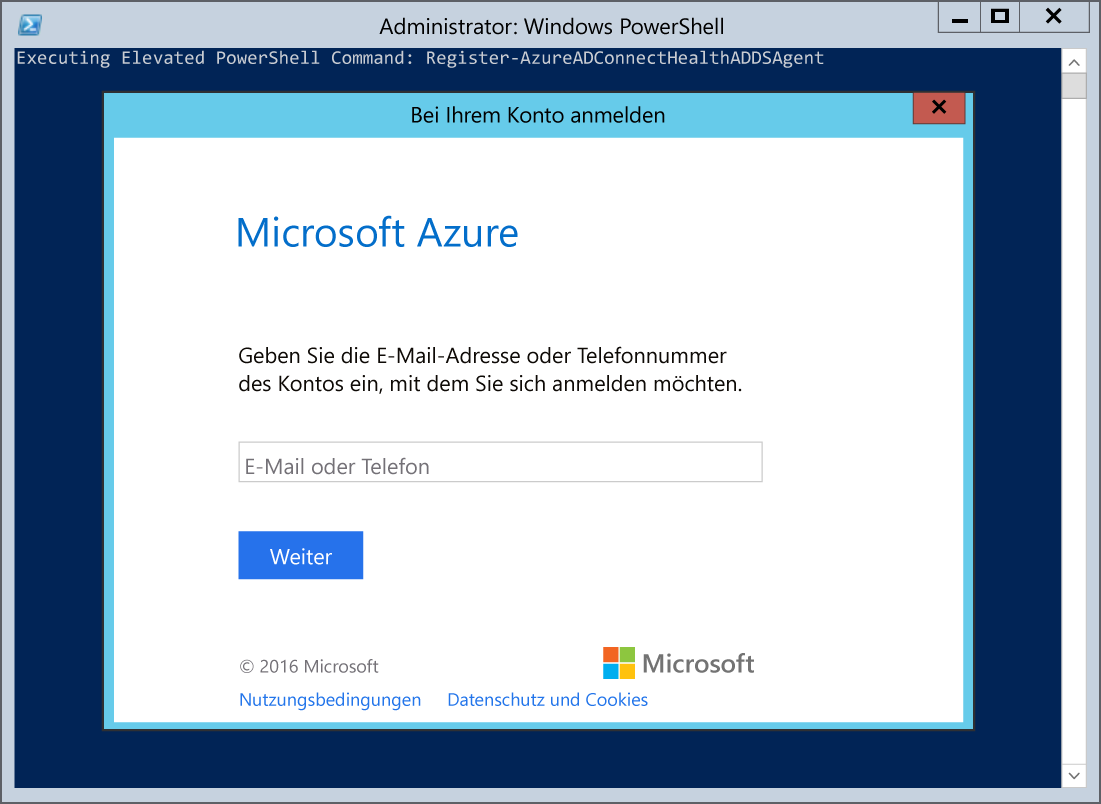 Administrator: Windows PowerShell
Executing Elevated PowerShell Command: Register-AzureADConnectHealthADDSAgent
Bei Ihrem Konto anmelden
Microsoft Azure
Geben Sie die E-Mail-Adresse oder Telefonnummer
des Kontos ein, mit dem Sie sich anmelden möchten.
E-Mail oder Telefon
Weiter
© 2016 Microsoft
Microsoft
Nutzungsbedingungen Datenschutz und Cookies